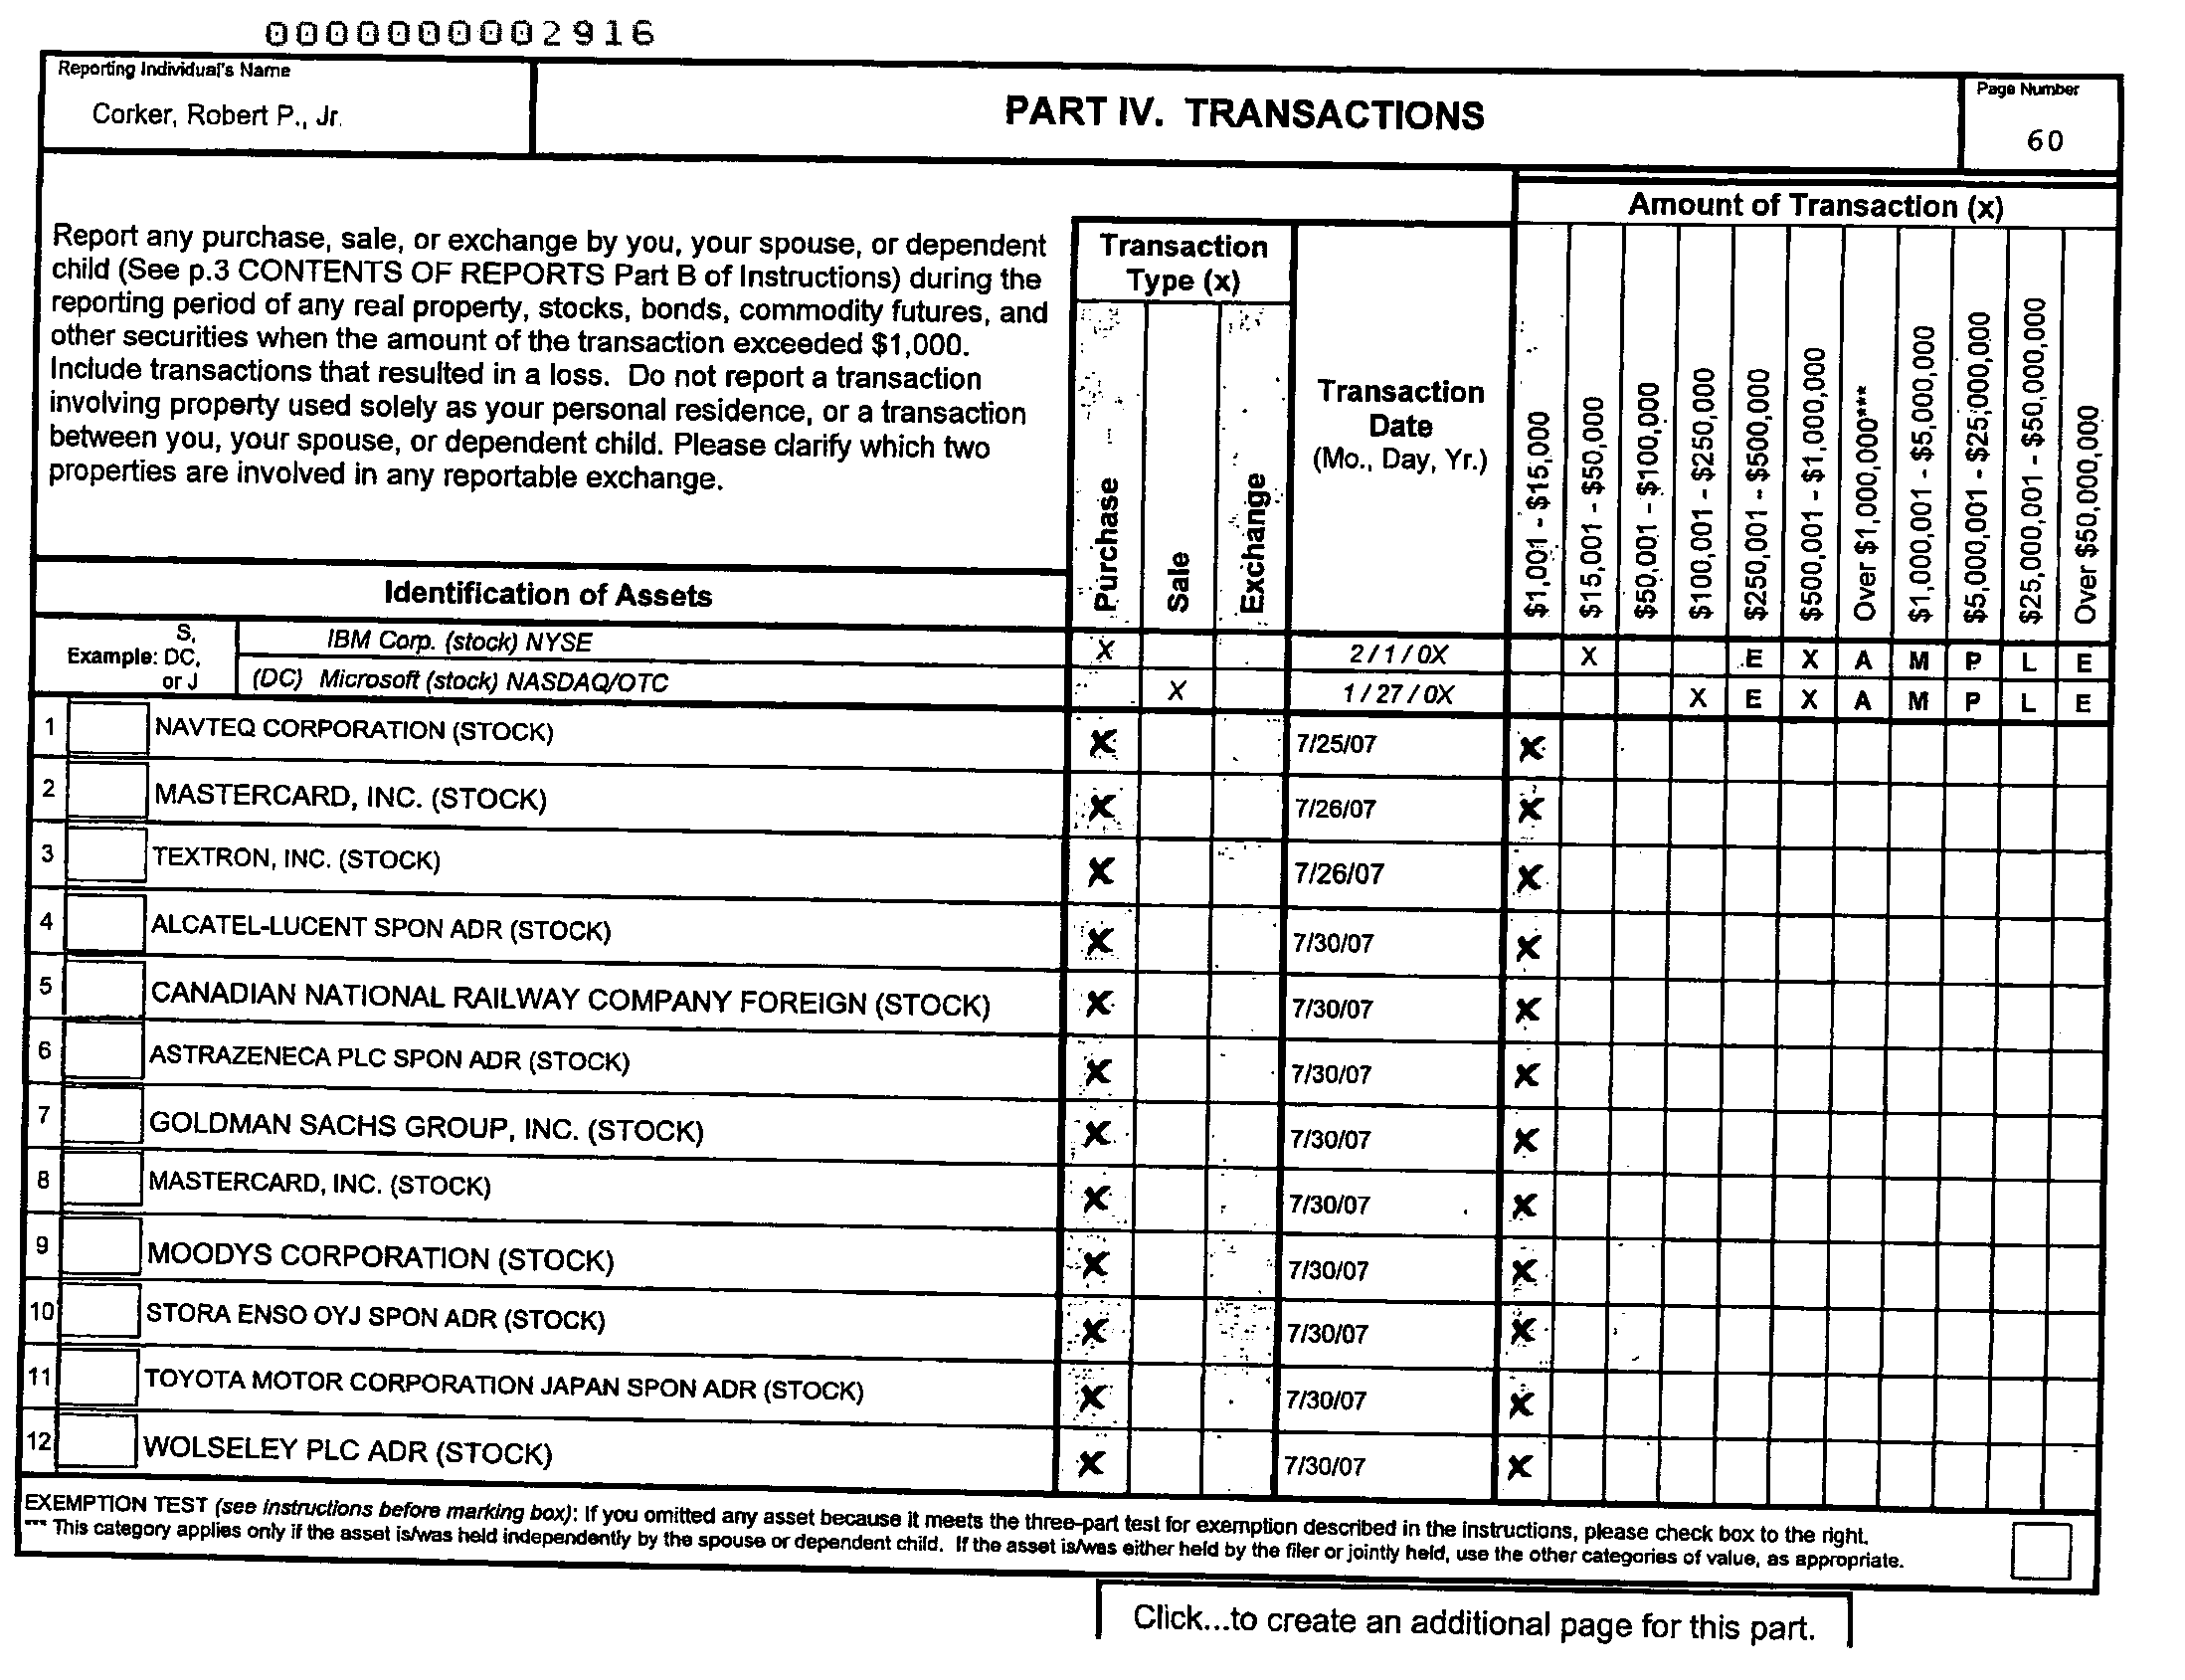 0000000002916
Reporting Individual's Name
Corker, Robert P., Jr.
PART IV. TRANSACTIONS
Page Number
60
Amount of Transaction (x)
Report any purchase, sale, or exchange by you, your spouse, or dependent
child (See p.3 CONTENTS OF REPORTS Part B of Instructions) during the
reporting period of any real property, stocks, bonds, commodity futures, and
other securities when the amount of the transaction exceeded $1,000.
Include transactions that resulted in a loss. Do not report a transaction
involving property used solely as your personal residence, or a transaction
between you, your spouse, or dependent child. Please clarify which two
properties are involved in any reportable exchange.
Transaction
Type (x)
Purchase
Sale
Exchange
Transaction
Date
(Mo., Day, Yr.)
$1,001 - $15,000
$15,001 - $50,000
$50,001 - $100,000
$100,001 - $250,000
$250,001 - $500,000
$500,001 - $1,000,000
Over $1,000,000***
$1,000,001 - $5,000,000
$5,000,001 - $25,000,000
$25,000,001 - $50,000,000
Over $50,000,000
Identification of Assets
Example: S, DC, or J
IBM Corp. (stock) NYSE X 2/1/0X X E X A M P L E
(DC) Microsoft (stock) NASDAQ/OTC X 1/27/0X X E X A M P L E
1 NAVTEQ CORPORATION (STOCK) X 7/25/07 X
2 MASTERCARD, INC. (STOCK) X 7/26/07 X
3 TEXTRON, INC. (STOCK) X 7/26/07 X
4 ALCATEL-LUCENT SPON ADR (STOCK) X 7/30/07 X
5 CANADIAN NATIONAL RAILWAY COMPANY FOREIGN (STOCK) X 7/30/07 X
6 ASTRAZENECA PLC SPON ADR (STOCK) X 7/30/07 X
7 GOLDMAN SACHS GROUP, INC. (STOCK) X 7/30/07 X
8 MASTERCARD, INC. (STOCK) X 7/30/07 X
9 MOODYS CORPORATION (STOCK) X 7/30/07 X
10 STORA ENSO OYJ SPON ADR (STOCK) X 7/30/07 X
11 TOYOTA MOTOR CORPORATION JAPAN SPON ADR (STOCK) X 7/30/07 X
12 WOLSELEY PLC ADR (STOCK) X 7/30/07 X
EXEMPTION TEST (see instructions before marking box): If you omitted any asset because it meets the three-part test for exemption described in the instructions, please check box to the right.
*** This category applies only if the asset is/was held independently by the spouse or dependent child. If the asset is/was either held by the filer or jointly held, use the other categories of value, as appropriate.
Click...to create an additional page for this part.